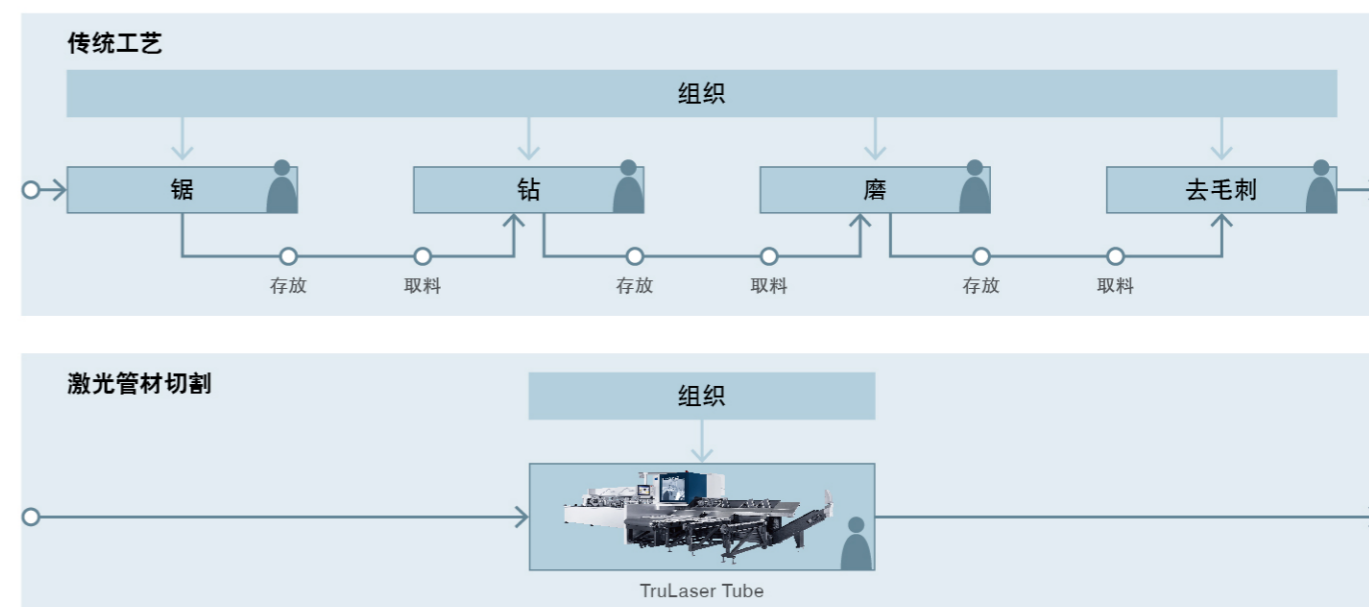 传统工艺
组织
锯
钻
磨
去毛刺
存放
取料
存放
取料
存放
取料
激光管材切割
组织
TruLaser Tube